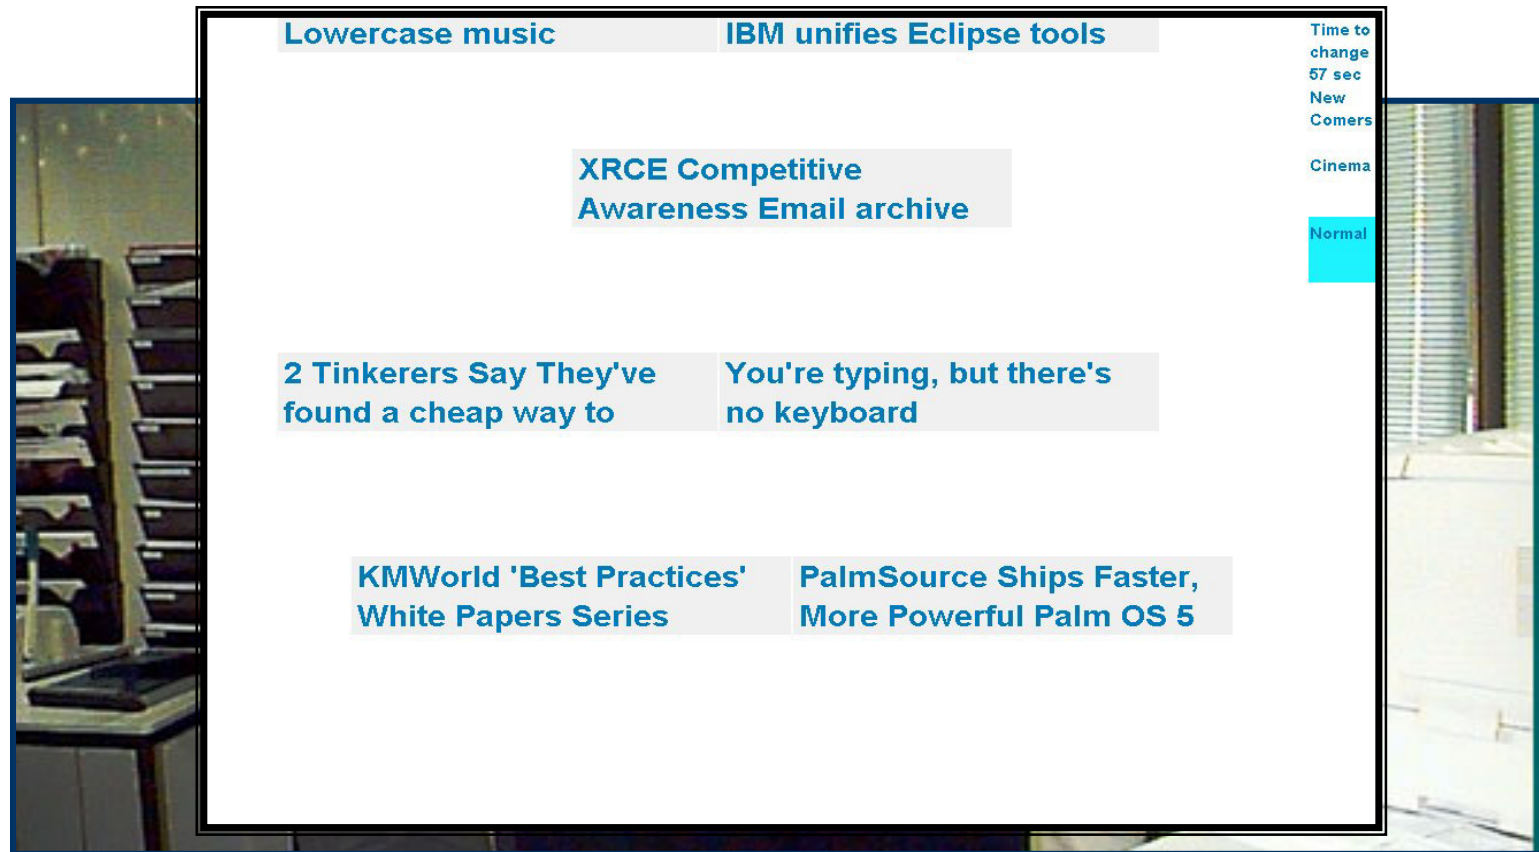 Lowercase music
IBM unifies Eclipse tools
XRCE Competitive
Awareness Email archive
2 Tinkerers Say They've
found a cheap way to
You're typing, but there's
no keyboard
KMWorld 'Best Practices'
White Papers Series
PalmSource Ships Faster,
More Powerful Palm OS 5
Time to
change
57 sec
New
Comers
Cinema
Normal